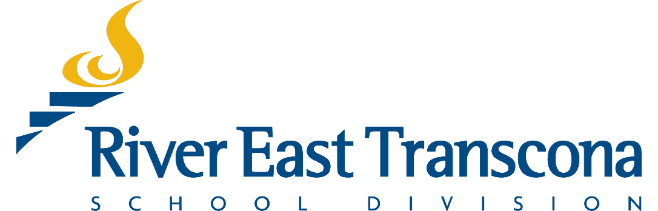 River East Transcona
SCHOOL DIVISION